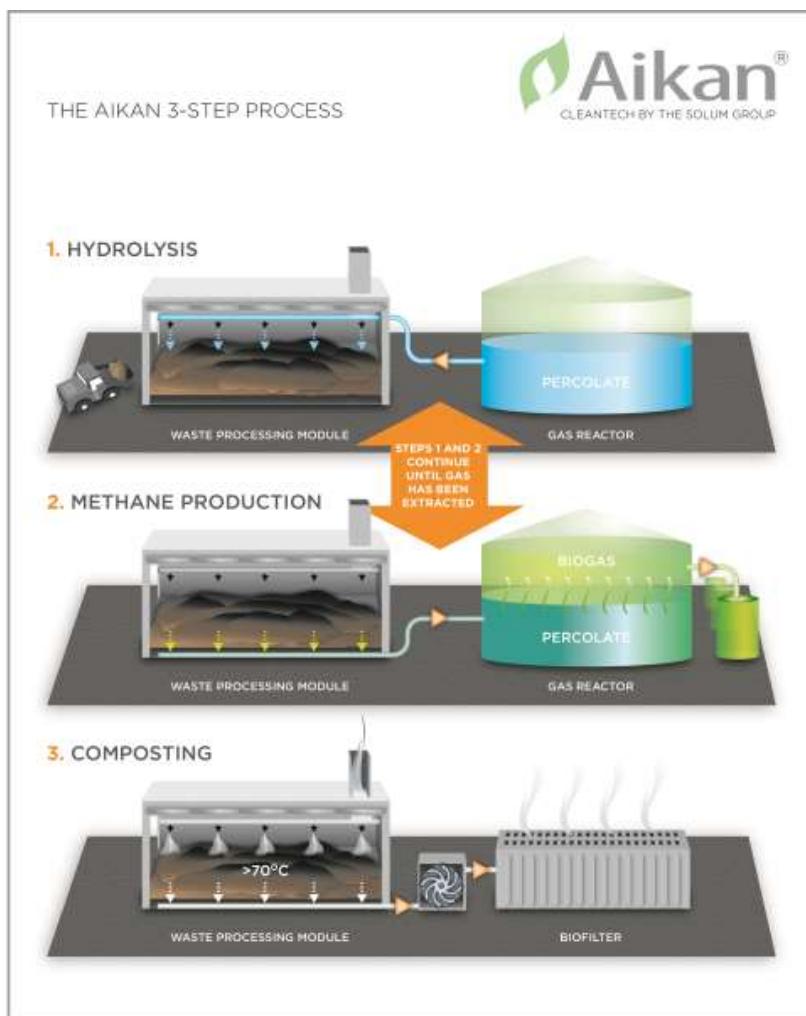 Aikan®
CLEANTECH BY THE SOLUM GROUP
THE AIKAN 3-STEP PROCESS
1. HYDROLYSIS
PERCOLATE
WASTE PROCESSING MODULE
GAS REACTOR
STEPS 1 AND 2
CONTINUE
UNTIL GAS
HAS BEEN
EXTRACTED
2. METHANE PRODUCTION
BIOGAS
PERCOLATE
WASTE PROCESSING MODULE
GAS REACTOR
3. COMPOSTING
>70°C
WASTE PROCESSING MODULE
BIOFILTER